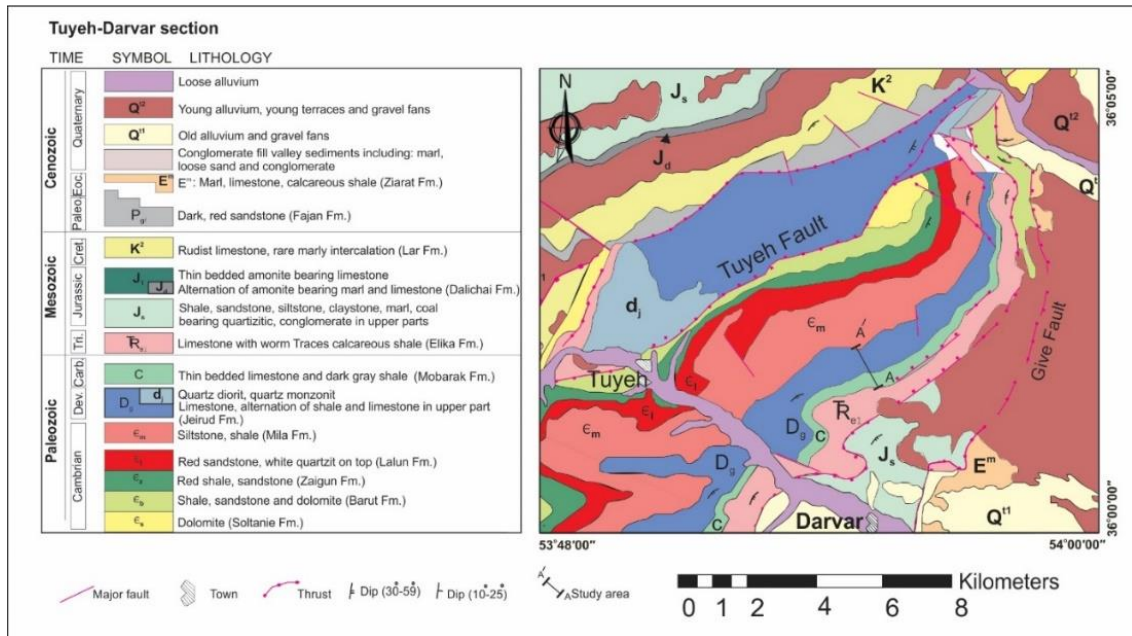 Tuyeh-Darvar section
TIME SYMBOL LITHOLOGY
Cenozoic
Quaternary
Loose alluvium
Qt2 Young alluvium, young terraces and gravel fans
Qt1 Old alluvium and gravel fans
Conglomerate fill valley sediments including: marl,
loose sand and conglomerate
Paleo. Eoc.
Em Em: Marl, limestone, calcareous shale (Ziarat Fm.)
Dark, red sandstone (Fajan Fm.)
Mesozoic
Cret.
K2 Rudist limestone, rare marly intercalation (Lar Fm.)
Jurassic
Thin bedded amonite bearing limestone
Alternation of amonite bearing marl and limestone (Dalichai Fm.)
Js Shale, sandstone, siltstone, claystone, marl, coal
bearing quartzitic, conglomerate in upper parts
Tri.
Limestone with worm Traces calcareous shale (Elika Fm.)
Paleozoic
Carb.
C Thin bedded limestone and dark gray shale (Mobarak Fm.)
Dev.
dj Quartz diorit, quartz monzonit
Dg Limestone, alternation of shale and limestone in upper part
(Jeirud Fm.)
Cambrian
Єm Siltstone, shale (Mila Fm.)
Єl Red sandstone, white quartzit on top (Lalun Fm.)
Єz Red shale, sandstone (Zaigun Fm.)
Єb Shale, sandstone and dolomite (Barut Fm.)
Єs Dolomite (Soltanie Fm.)
N
Js
K2
Jd
Qt2
Tuyeh Fault
dj
Єm
A'
A
Give Fault
Tuyeh
Єl
Єl
Єm
Dg
C
TRe1
Js
Em
Dg
C
Darvar
Qt1
36°05'00"
36°00'00"
53°48'00"
54°00'00"
Major fault
Town
Thrust
Dip (30-59)
Dip (10-25)
A'
A
Study area
Kilometers
0 1 2 4 6 8